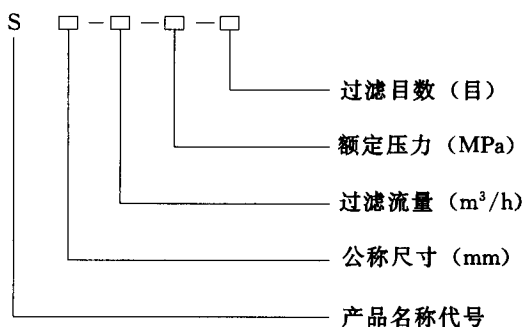 S □-□-□-□
过滤目数（目）
额定压力（MPa）
过滤流量（m³/h）
公称尺寸（mm）
产品名称代号